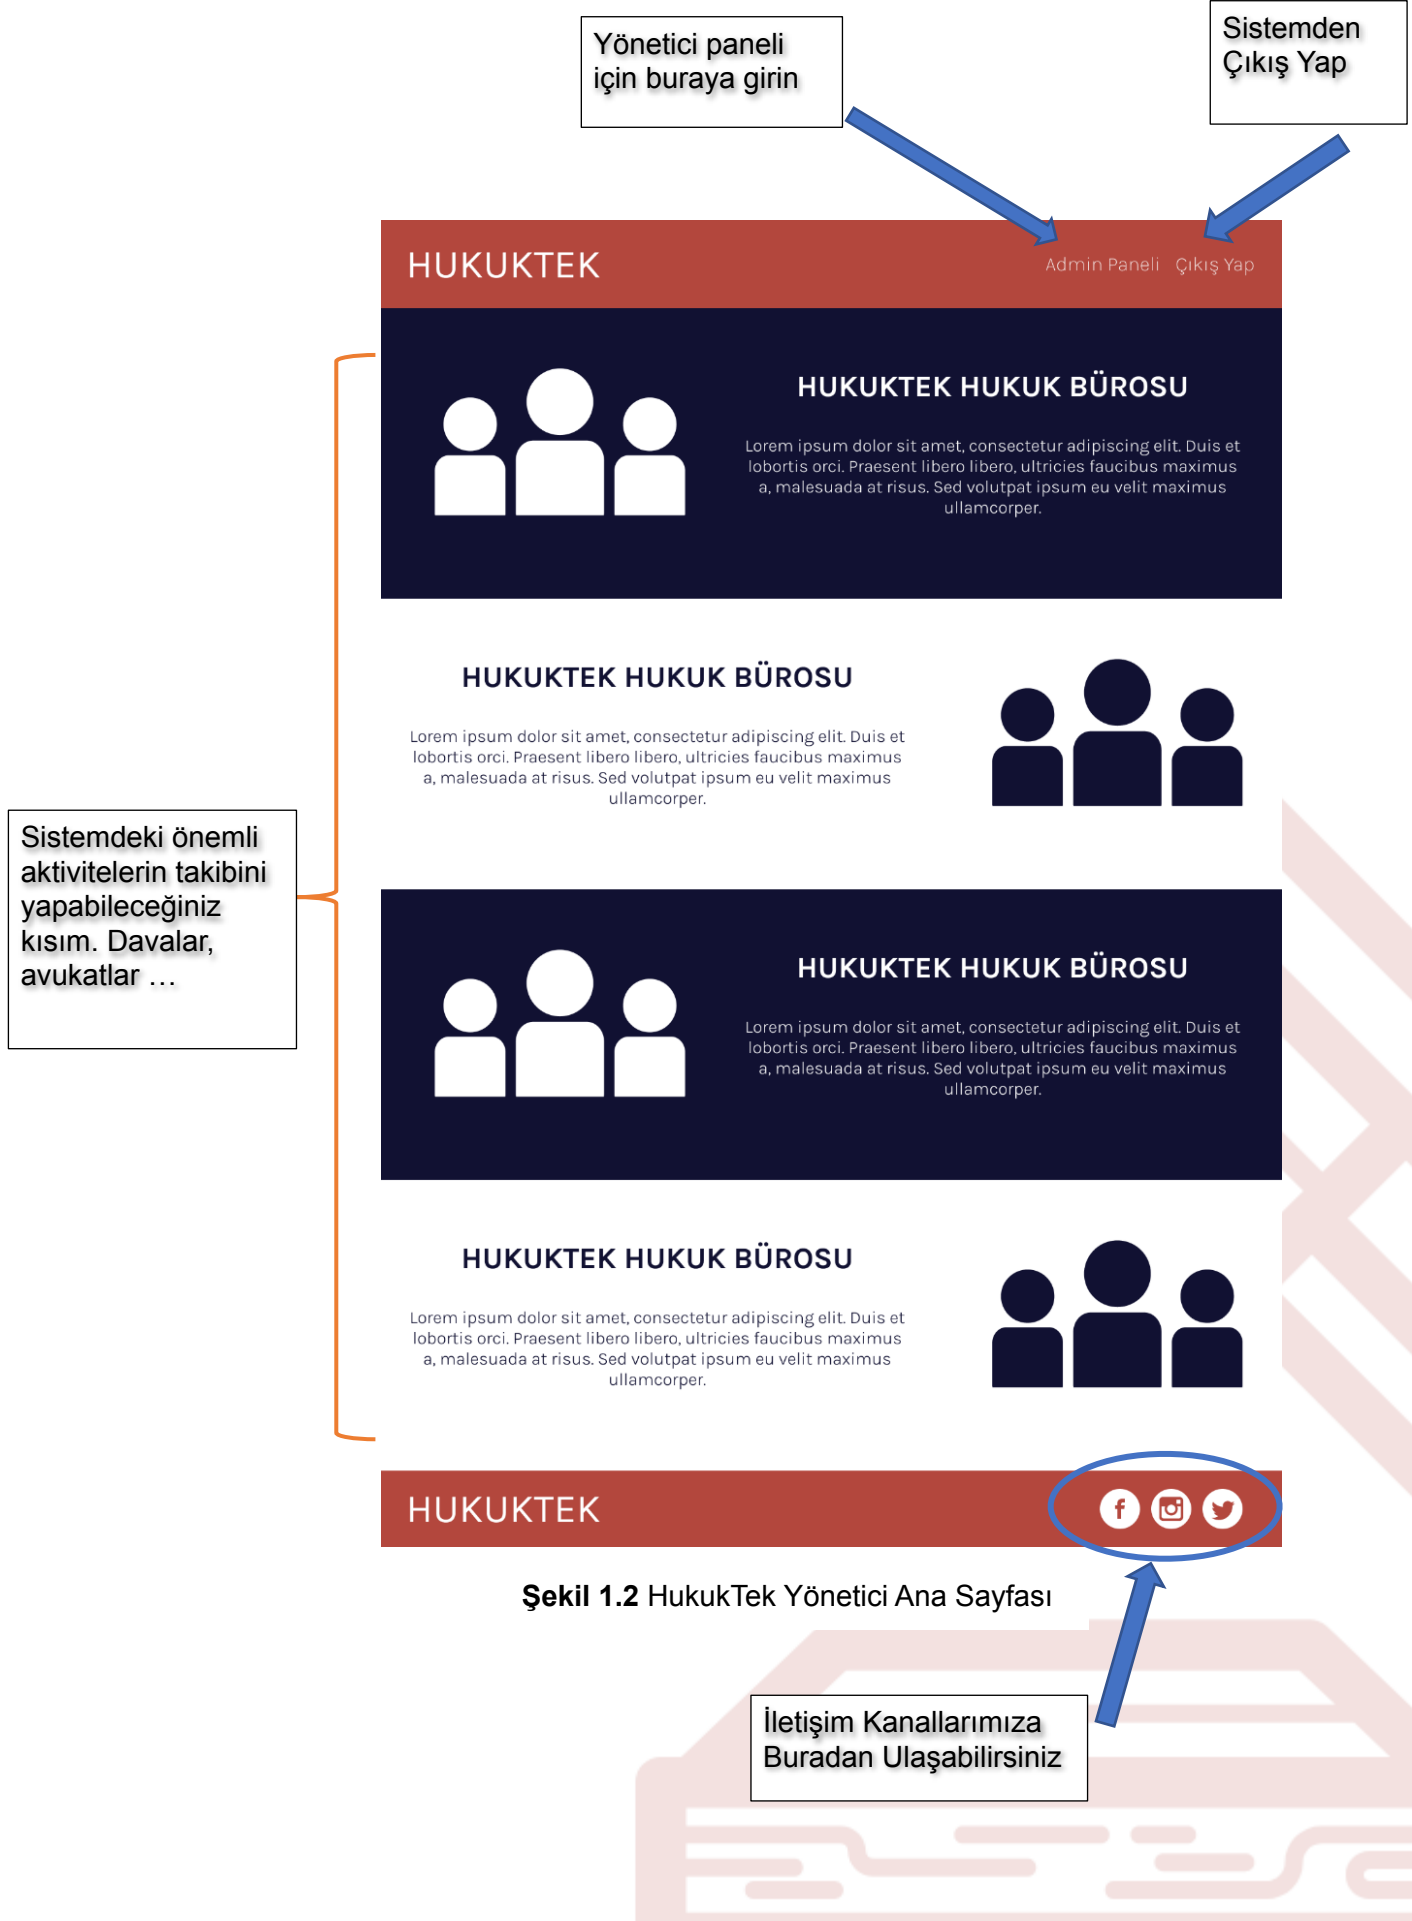 Yönetici paneli
için buraya girin
Sistemden
Çıkış Yap
HUKUKTEK
Admin Paneli Çıkış Yap
HUKUKTEK HUKUK BÜROSU
Lorem ipsum dolor sit amet, consectetur adipiscing elit. Duis et
lobortis orci. Praesent libero libero, ultricies faucibus maximus
a, malesuada at risus. Sed volutpat ipsum eu velit maximus
ullamcorper.
HUKUKTEK HUKUK BÜROSU
Lorem ipsum dolor sit amet, consectetur adipiscing elit. Duis et
lobortis orci. Praesent libero libero, ultricies faucibus maximus
a, malesuada at risus. Sed volutpat ipsum eu velit maximus
ullamcorper.
Sistemdeki önemli
aktivitelerin takibini
yapabileceğiniz
kısım. Davalar,
avukatlar …
HUKUKTEK HUKUK BÜROSU
Lorem ipsum dolor sit amet, consectetur adipiscing elit. Duis et
lobortis orci. Praesent libero libero, ultricies faucibus maximus
a, malesuada at risus. Sed volutpat ipsum eu velit maximus
ullamcorper.
HUKUKTEK HUKUK BÜROSU
Lorem ipsum dolor sit amet, consectetur adipiscing elit. Duis et
lobortis orci. Praesent libero libero, ultricies faucibus maximus
a, malesuada at risus. Sed volutpat ipsum eu velit maximus
ullamcorper.
HUKUKTEK
Şekil 1.2 HukukTek Yönetici Ana Sayfası
İletişim Kanallarımıza
Buradan Ulaşabilirsiniz